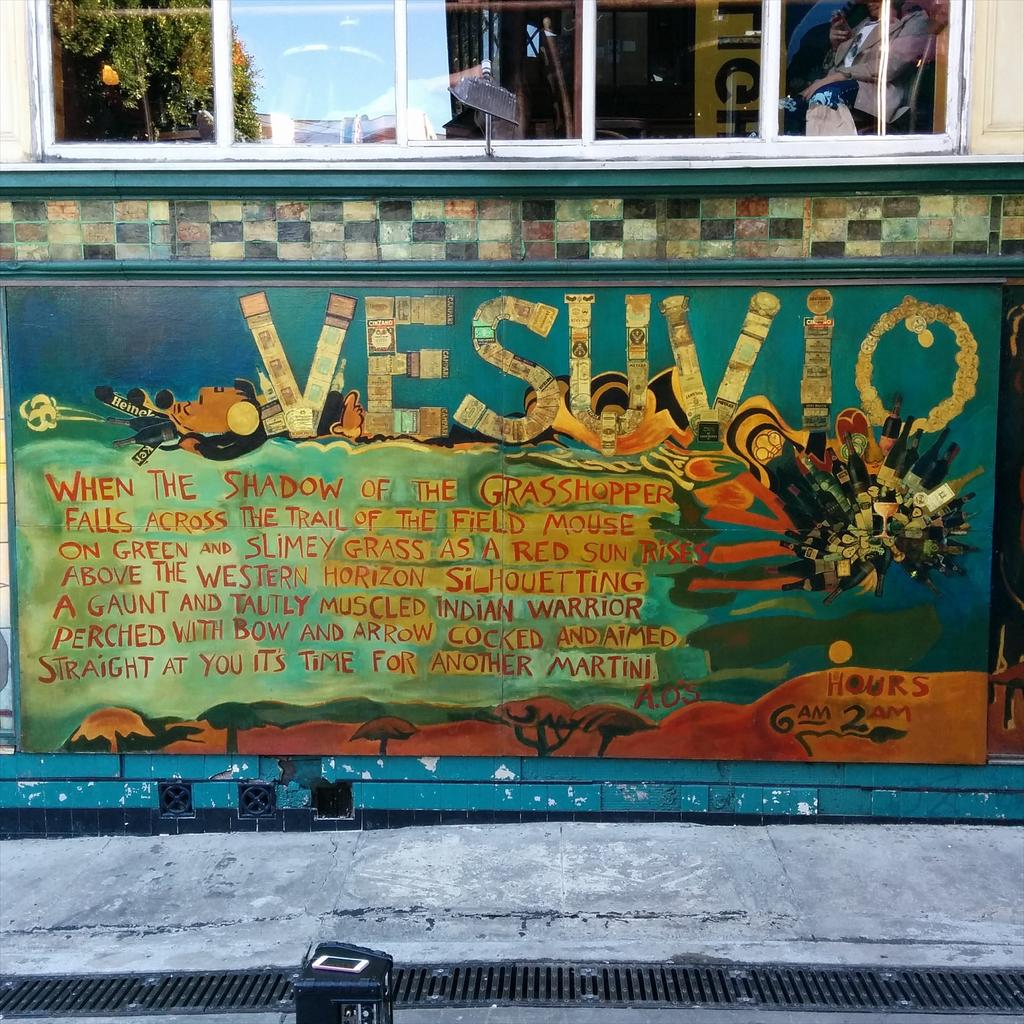 VESUVIO
Heinek
CINZANO
WHEN THE SHADOW OF THE GRASSHOPPER
FALLS ACROSS THE TRAIL OF THE FIELD MOUSE
ON GREEN AND SLIMEY GRASS AS A RED SUN RISES
ABOVE THE WESTERN HORIZON SILHOUETTING
A GAUNT AND TAUTLY MUSCLED INDIAN WARRIOR
PERCHED WITH BOW AND ARROW COCKED AND AIMED
STRAIGHT AT YOU IT'S TIME FOR ANOTHER MARTINI.
A.O'S
HOURS
6AM 2AM